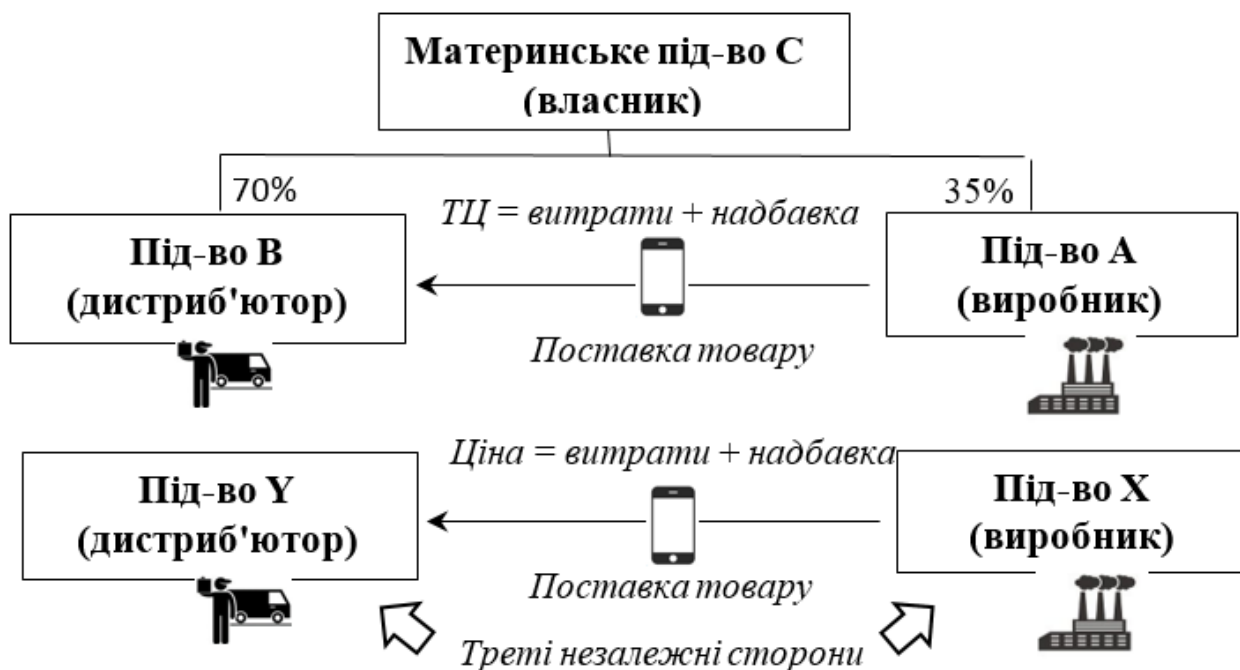 Материнське під-во С
(власник)
70%
35%
ТЦ = витрати + надбавка
Під-во В
(дистриб'ютор)
Під-во А
(виробник)
Поставка товару
Ціна = витрати + надбавка
Під-во Y
(дистриб'ютор)
Під-во X
(виробник)
Поставка товару
Треті незалежні сторони